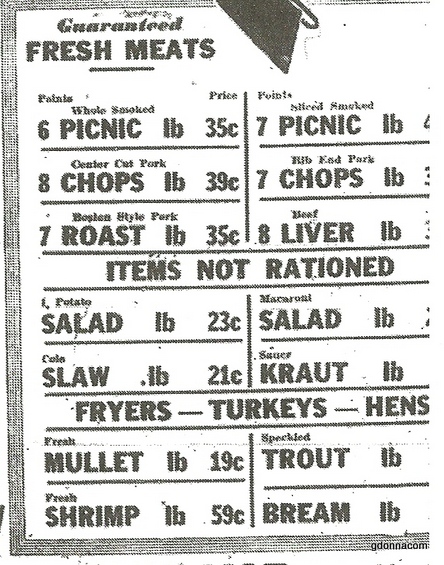 Guaranteed
FRESH MEATS
Points Price Points
Whole Smoked Sliced Smoked
6 PICNIC lb 35c 7 PICNIC lb
Center Cut Pork Rib End Pork
8 CHOPS lb 39c 7 CHOPS lb
Boston Style Pork Beef
7 ROAST lb 35c 8 LIVER lb
ITEMS NOT RATIONED
Potato Macaroni
SALAD lb 23c SALAD lb
Cole Sauer
SLAW lb 21c KRAUT lb
FRYERS — TURKEYS — HENS
Fresh Speckled
MULLET lb 19c TROUT lb
Fresh
SHRIMP lb 59c BREAM lb
gdonnacom